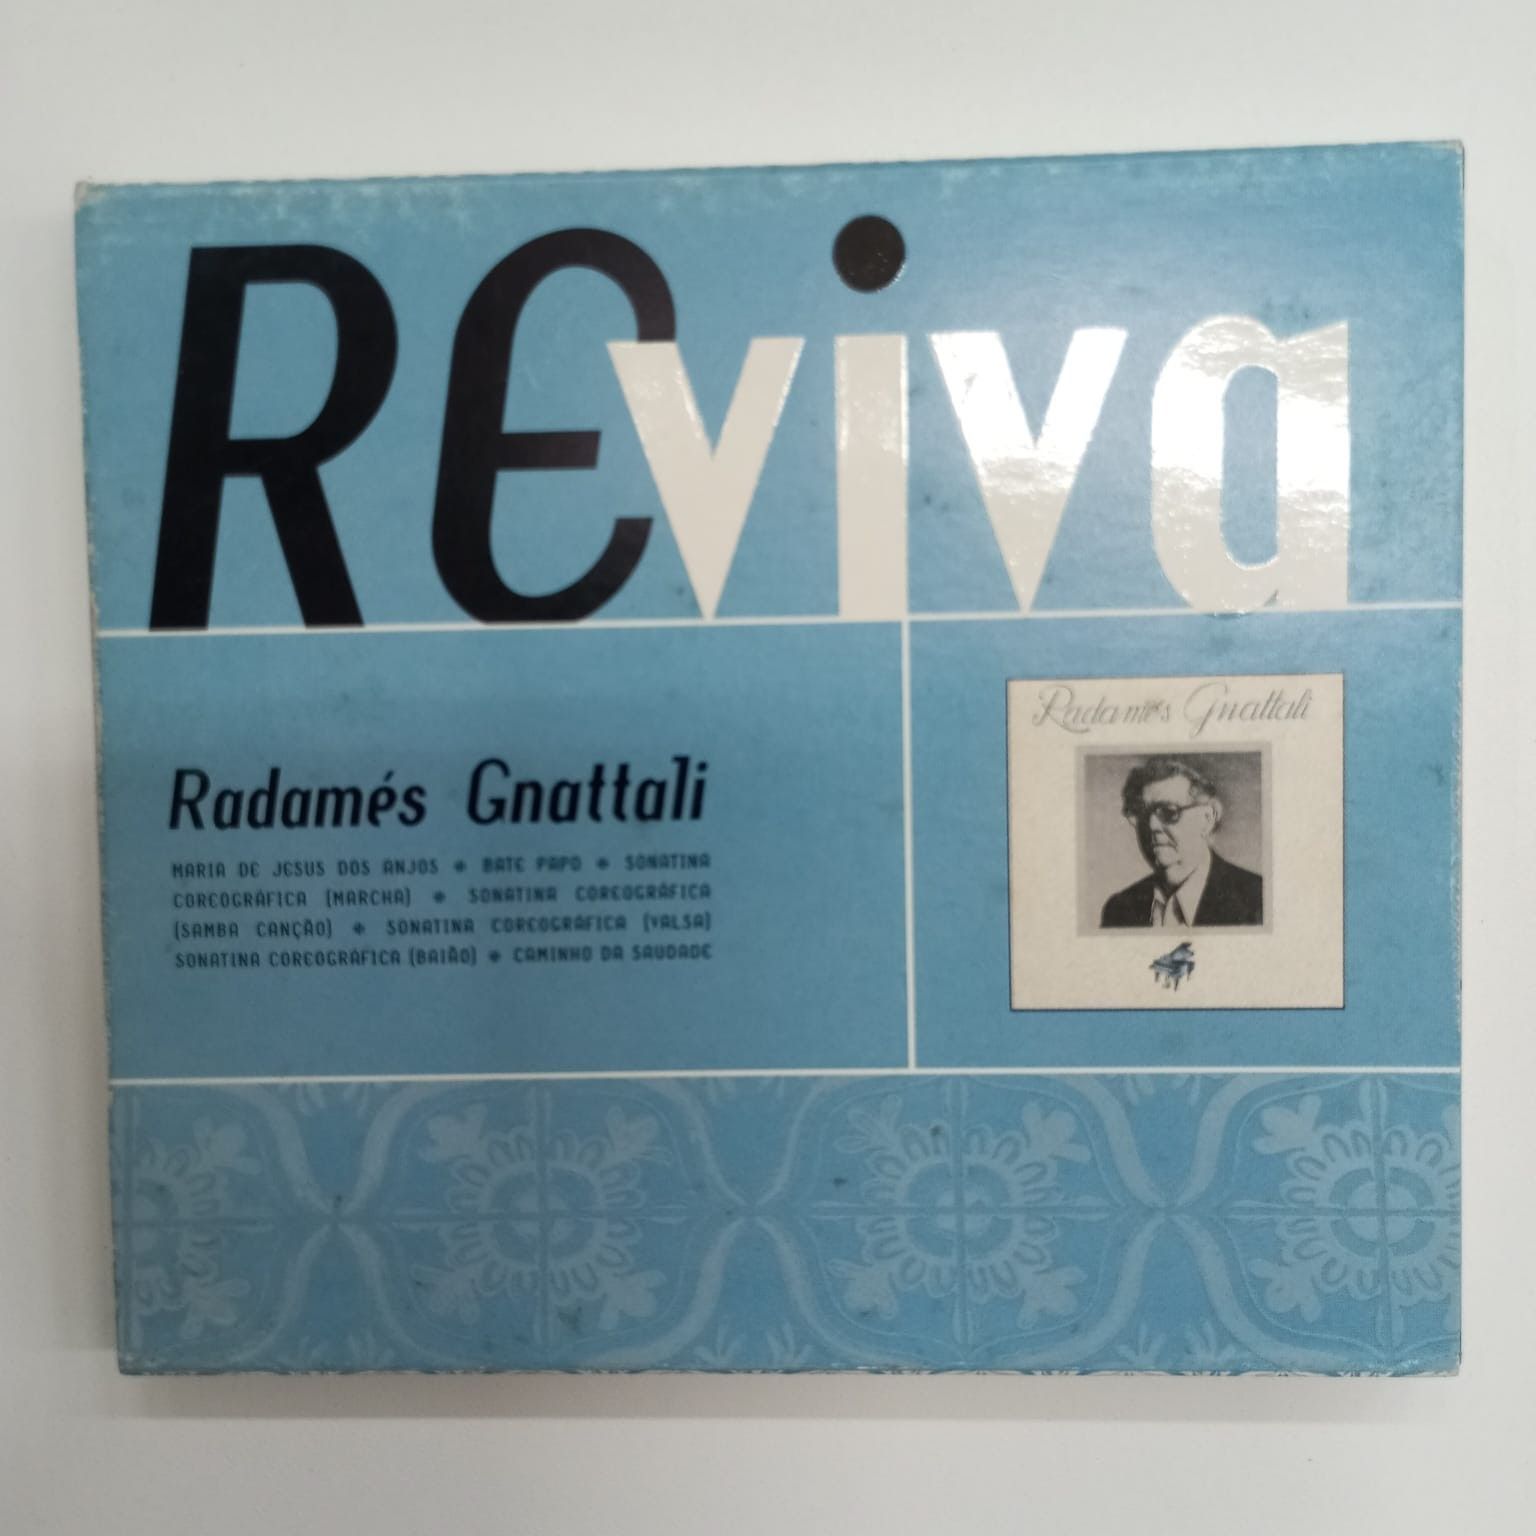 REviva
Radamés Gnattali
MARIA DE JESUS DOS ANJOS * BATE PAPO * SONATINA
COREOGRÁFICA (MARCHA) * SONATINA COREOGRÁFICA
(SAMBA CANÇÃO) * SONATINA COREOGRÁFICA (VALSA)
SONATINA COREOGRÁFICA (BAIÃO) * CAMINHO DA SAUDADE
Radamés Gnattali